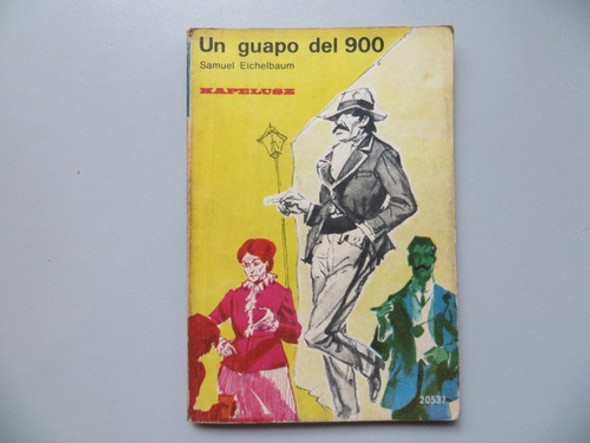 Un guapo del 900
Samuel Eichelbaum
KAPELUSZ
20537